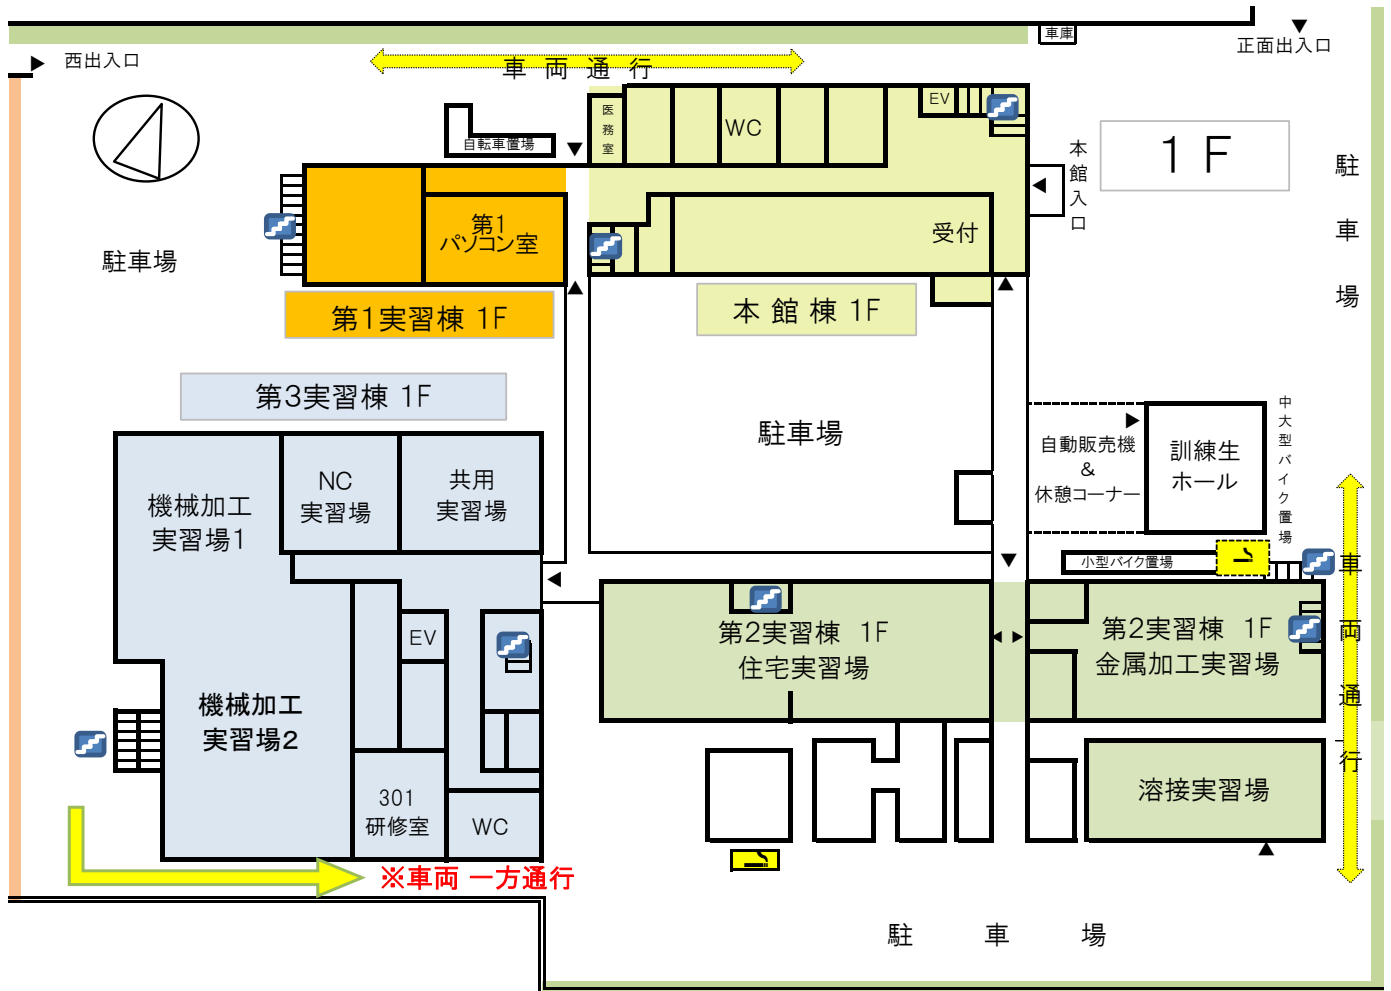 車庫
正面出入口
西出入口
車 両 通 行
EV
医務室
WC
1 F
自転車置場
本館入口
駐車場
第1
パソコン室
受付
駐車場
第1実習棟 1F
本 館 棟 1F
第3実習棟 1F
駐車場
自動販売機
&
休憩コーナー
訓練生
ホール
中大型バイク置場
NC
実習場
共用
実習場
機械加工
実習場1
小型バイク置場
車両通行
第2実習棟 1F
住宅実習場
第2実習棟 1F
金属加工実習場
EV
機械加工
実習場2
301
研修室
WC
溶接実習場
※車両 一方通行
駐 車 場